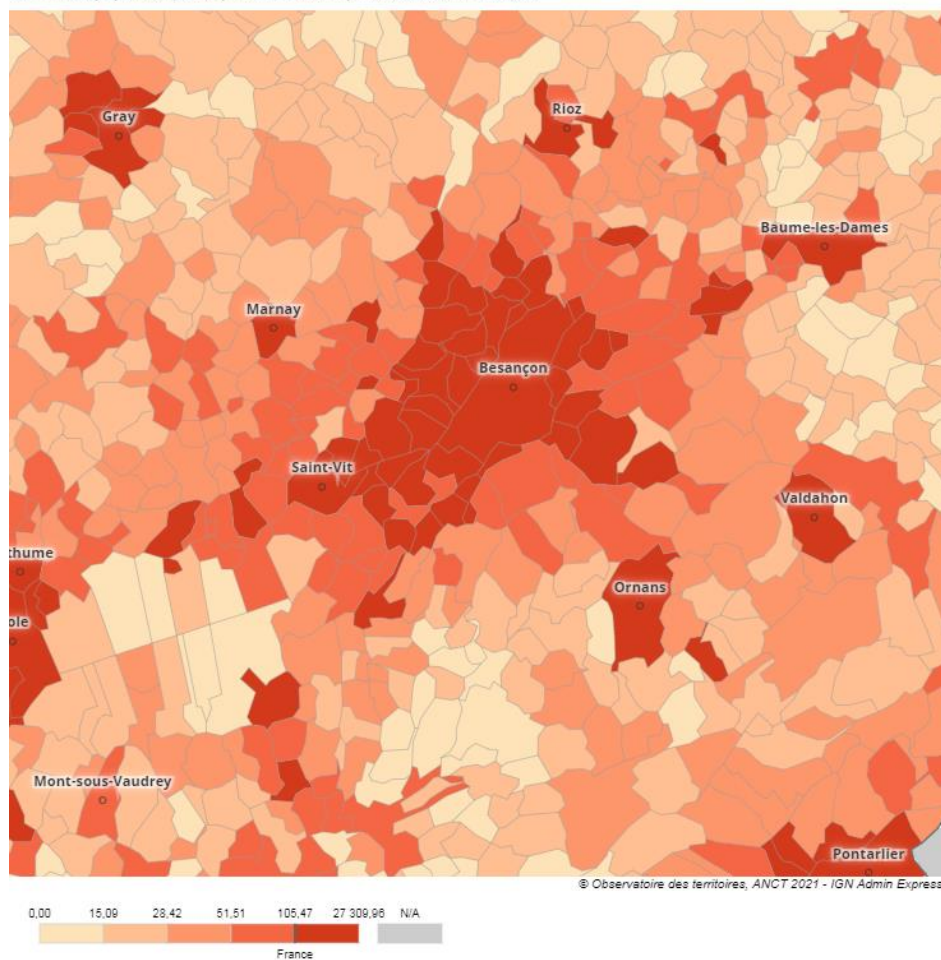 Gray
Rioz
Baume-les-Dames
Marnay
Besançon
Saint-Vit
Valdahon
thume
Ornans
ole
Mont-sous-Vaudrey
Pontarlier
© Observatoire des territoires, ANCT 2021 - IGN Admin Express
0,00 15,09 28,42 51,51 105,47 27 309,96 N/A
France